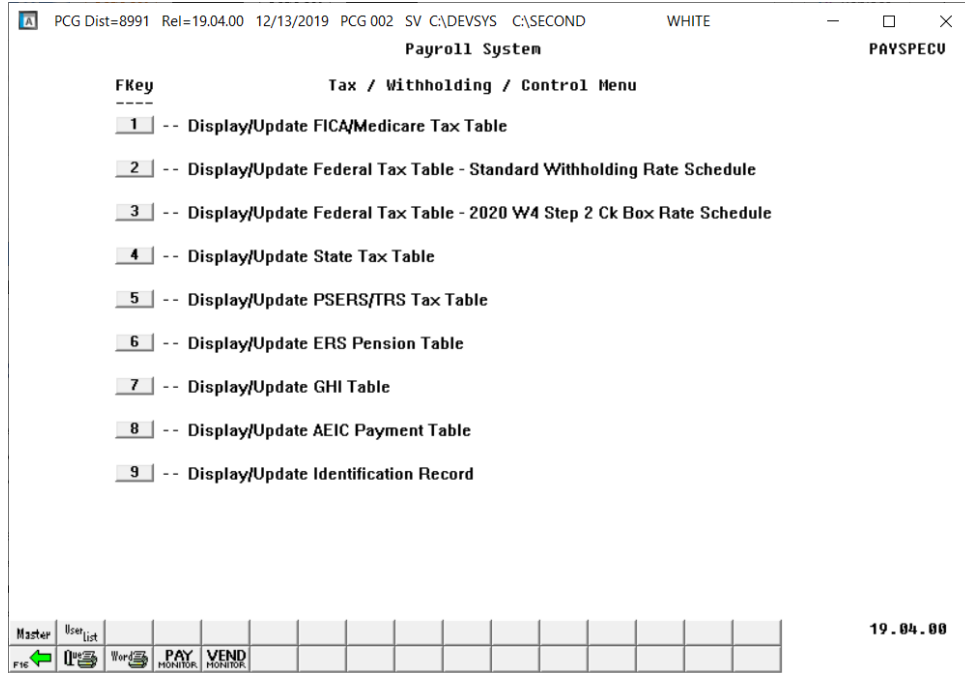 A PCG Dist=8991 Rel=19.04.00 12/13/2019 PCG 002 SV C:\DEVSYS C:\SECOND WHITE
Payroll System PAYSPECV
FKey Tax / Withholding / Control Menu
----
1 -- Display/Update FICA/Medicare Tax Table
2 -- Display/Update Federal Tax Table - Standard Withholding Rate Schedule
3 -- Display/Update Federal Tax Table - 2020 W4 Step 2 Ck Box Rate Schedule
4 -- Display/Update State Tax Table
5 -- Display/Update PSERS/TRS Tax Table
6 -- Display/Update ERS Pension Table
7 -- Display/Update GHI Table
8 -- Display/Update AEIC Payment Table
9 -- Display/Update Identification Record
Master User List 19.04.00
F16 Que Word PAY MONITOR VEND MONITOR